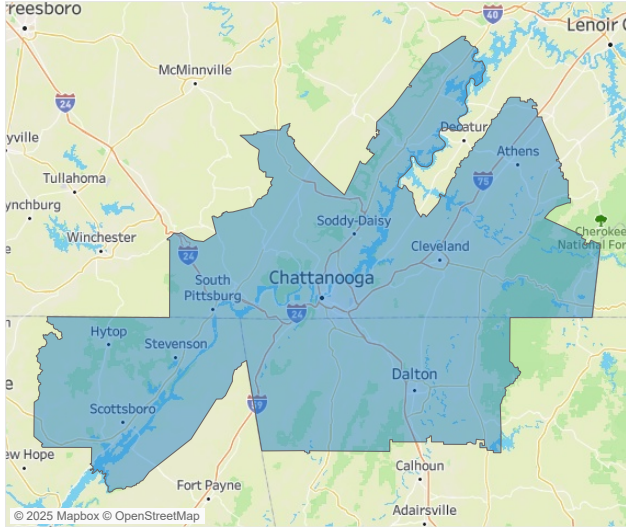 reesboro
40
Lenoir C
McMinnville
24
yville
Decatur
Athens
Tullahoma
75
ynchburg
Soddy-Daisy
Cherokee
National Fore
Winchester
e
Cleveland
24
South
Pittsburg
Chattanooga
24
n
Hytop
Stevenson
e
Dalton
59
Scottsboro
ew Hope
Calhoun
Fort Payne
Adairsville
© 2025 Mapbox © OpenStreetMap